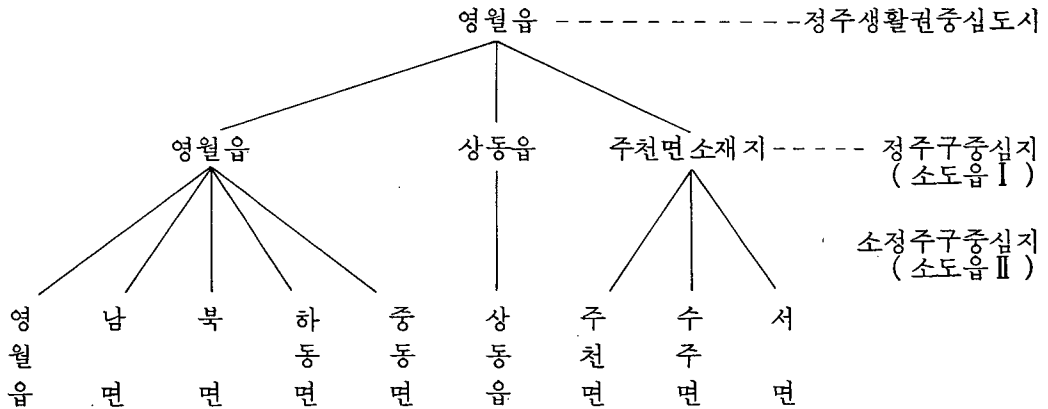 영월읍 정주생활권중심도시
영월읍 상동읍 주천면소재지 정주구중심지
(소도읍Ⅰ)
소정주구중심지
(소도읍Ⅱ)
영월읍 남면 북면 하동면 중동면 상동읍 주천면 수주면 서면